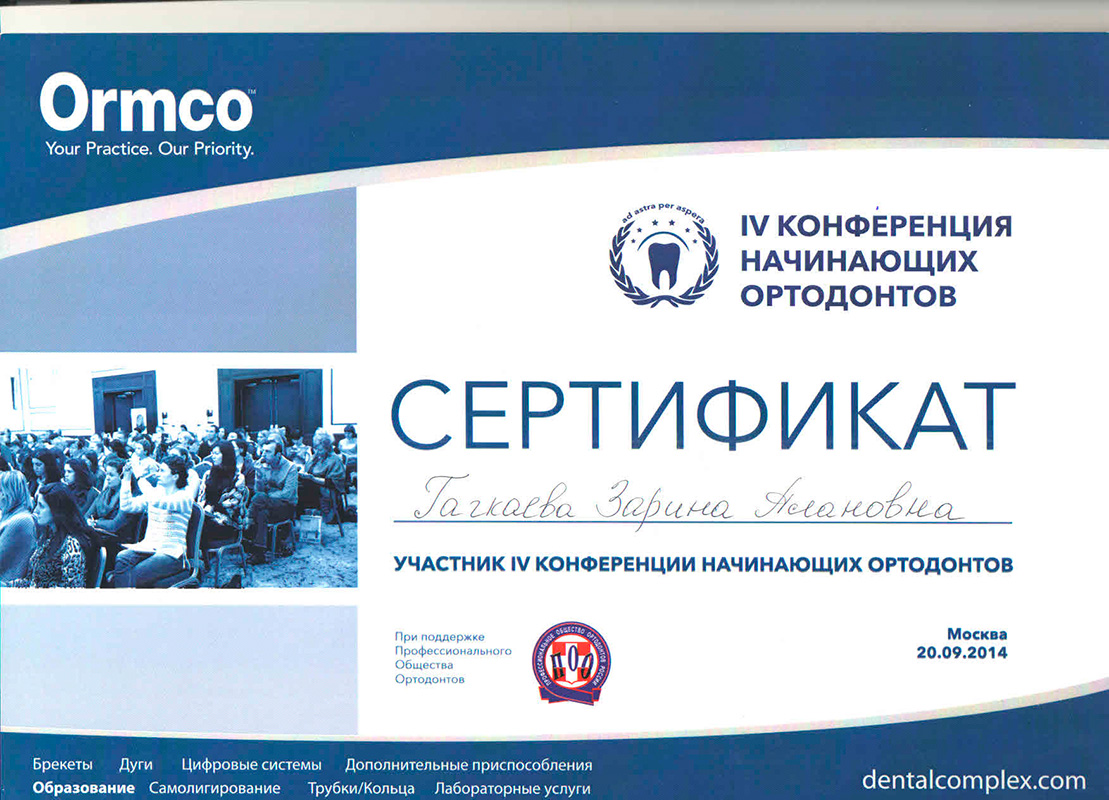 Ormco™
Your Practice. Our Priority.
ad astra per aspera
IV КОНФЕРЕНЦИЯ
НАЧИНАЮЩИХ
ОРТОДОНТОВ
СЕРТИФИКАТ
Гагкаева Зарина Алановна
УЧАСТНИК IV КОНФЕРЕНЦИИ НАЧИНАЮЩИХ ОРТОДОНТОВ
При поддержке
Профессионального
Общества
Ортодонтов
ПРОФЕССИОНАЛЬНОЕ ОБЩЕСТВО ОРТОДОНТОВ РОССИИ
ПОО
Москва
20.09.2014
Брекеты Дуги Цифровые системы Дополнительные приспособления
Образование Самолигирование Трубки/Кольца Лабораторные услуги
dentalcomplex.com